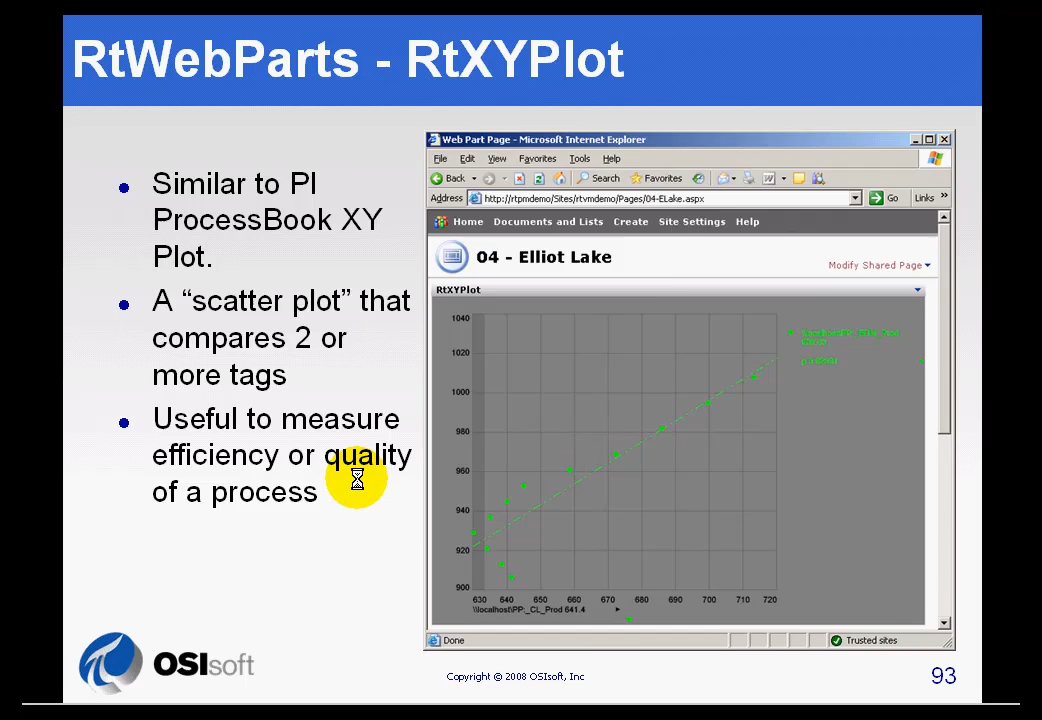 RtWebParts - RtXYPlot
Similar to PI
ProcessBook XY
Plot.
A “scatter plot” that
compares 2 or
more tags
Useful to measure
efficiency or quality
of a process
Web Part Page - Microsoft Internet Explorer
File Edit View Favorites Tools Help
Back Search Favorites
Address http://rtpmdemo/Sites/rtvmdemo/Pages/04-ELake.aspx Go Links »
Home Documents and Lists Create Site Settings Help
04 - Elliot Lake
Modify Shared Page
RtXYPlot
1040
1020
1000
980
960
940
920
900
630 640 650 660 670 680 690 700 710 720
\\localhost\PP:_CL_Prod 641.4
Done Trusted sites
OSIsoft
Copyright © 2008 OSIsoft, Inc
93